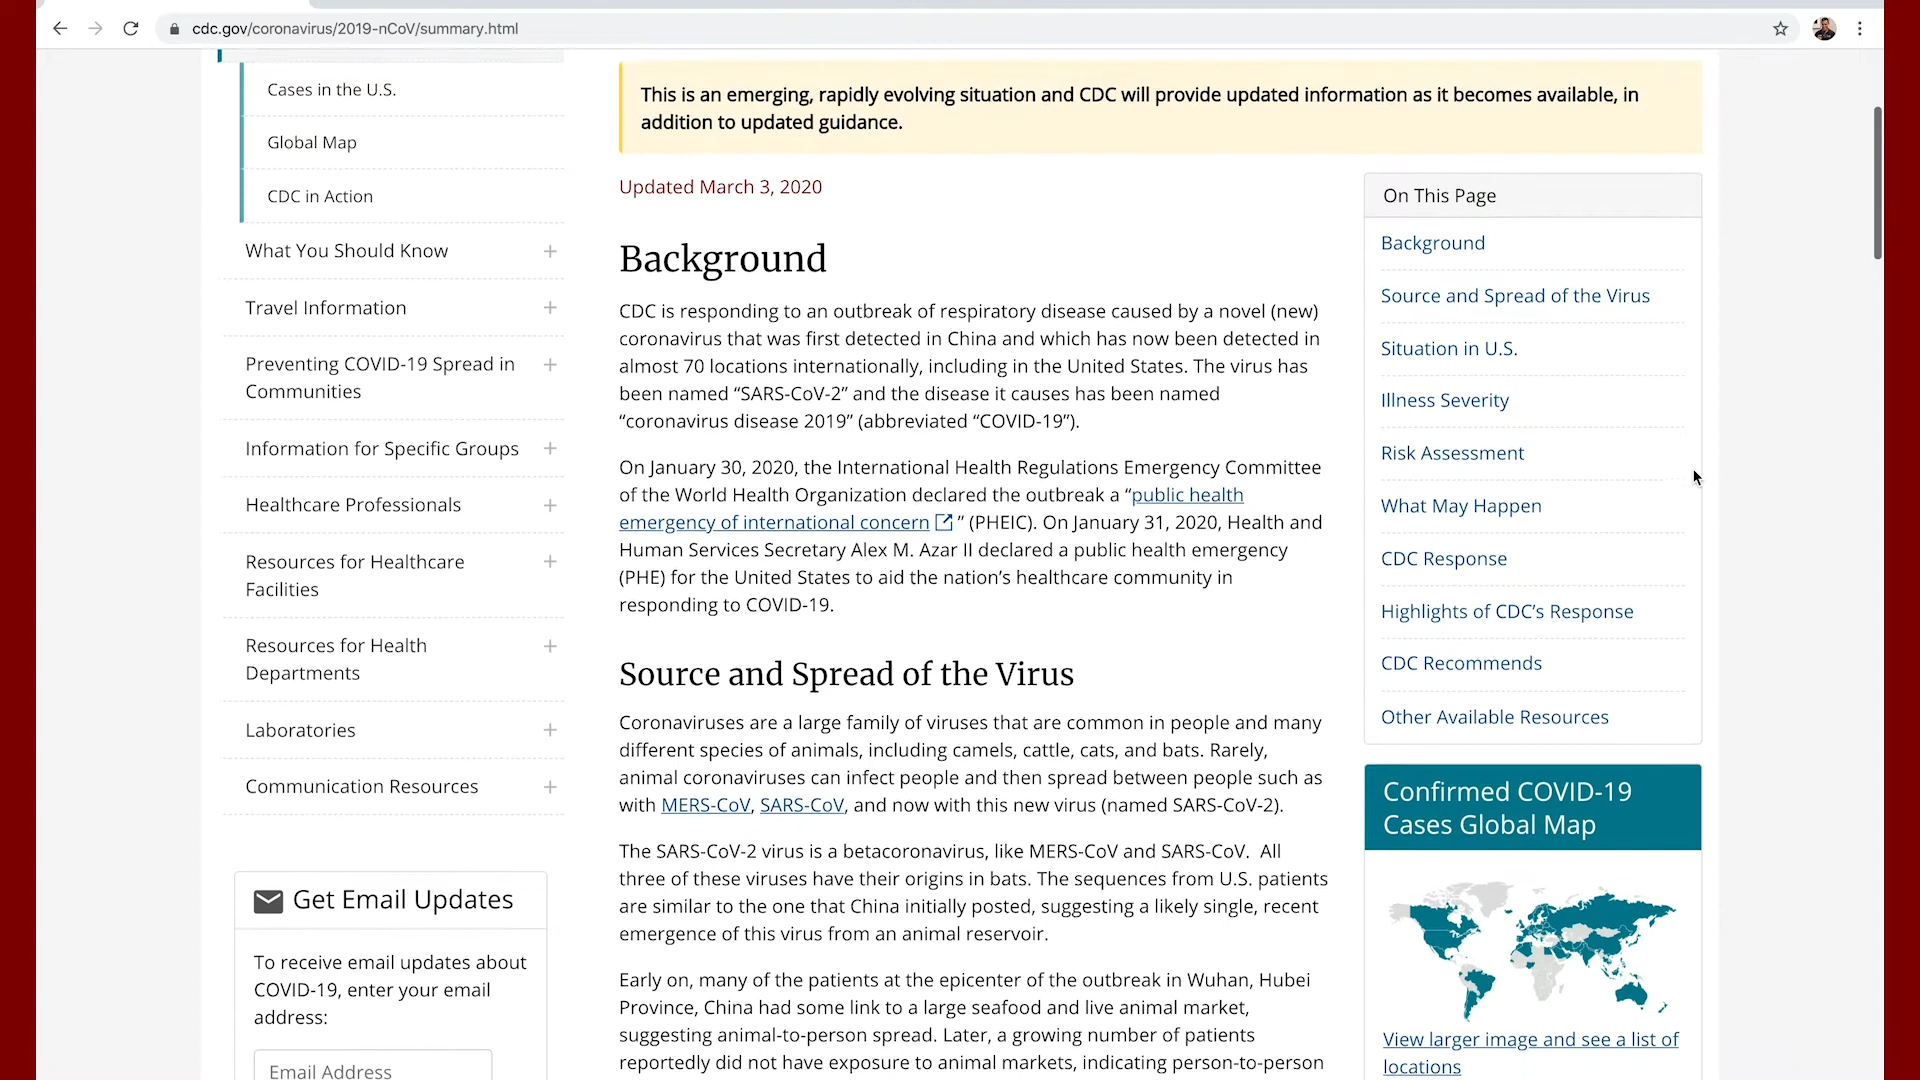 cdc.gov/coronavirus/2019-nCoV/summary.html
Cases in the U.S.
Global Map
CDC in Action
What You Should Know
Travel Information
Preventing COVID-19 Spread in
Communities
Information for Specific Groups
Healthcare Professionals
Resources for Healthcare
Facilities
Resources for Health
Departments
Laboratories
Communication Resources
Get Email Updates
To receive email updates about
COVID-19, enter your email
address:
Email Address
This is an emerging, rapidly evolving situation and CDC will provide updated information as it becomes available, in
addition to updated guidance.
Updated March 3, 2020
Background
CDC is responding to an outbreak of respiratory disease caused by a novel (new)
coronavirus that was first detected in China and which has now been detected in
almost 70 locations internationally, including in the United States. The virus has
been named “SARS-CoV-2” and the disease it causes has been named
“coronavirus disease 2019” (abbreviated “COVID-19”).
On January 30, 2020, the International Health Regulations Emergency Committee
of the World Health Organization declared the outbreak a “public health
emergency of international concern ” (PHEIC). On January 31, 2020, Health and
Human Services Secretary Alex M. Azar II declared a public health emergency
(PHE) for the United States to aid the nation’s healthcare community in
responding to COVID-19.
Source and Spread of the Virus
Coronaviruses are a large family of viruses that are common in people and many
different species of animals, including camels, cattle, cats, and bats. Rarely,
animal coronaviruses can infect people and then spread between people such as
with MERS-CoV, SARS-CoV, and now with this new virus (named SARS-CoV-2).
The SARS-CoV-2 virus is a betacoronavirus, like MERS-CoV and SARS-CoV. All
three of these viruses have their origins in bats. The sequences from U.S. patients
are similar to the one that China initially posted, suggesting a likely single, recent
emergence of this virus from an animal reservoir.
Early on, many of the patients at the epicenter of the outbreak in Wuhan, Hubei
Province, China had some link to a large seafood and live animal market,
suggesting animal-to-person spread. Later, a growing number of patients
reportedly did not have exposure to animal markets, indicating person-to-person
On This Page
Background
Source and Spread of the Virus
Situation in U.S.
Illness Severity
Risk Assessment
What May Happen
CDC Response
Highlights of CDC’s Response
CDC Recommends
Other Available Resources
Confirmed COVID-19
Cases Global Map
View larger image and see a list of
locations